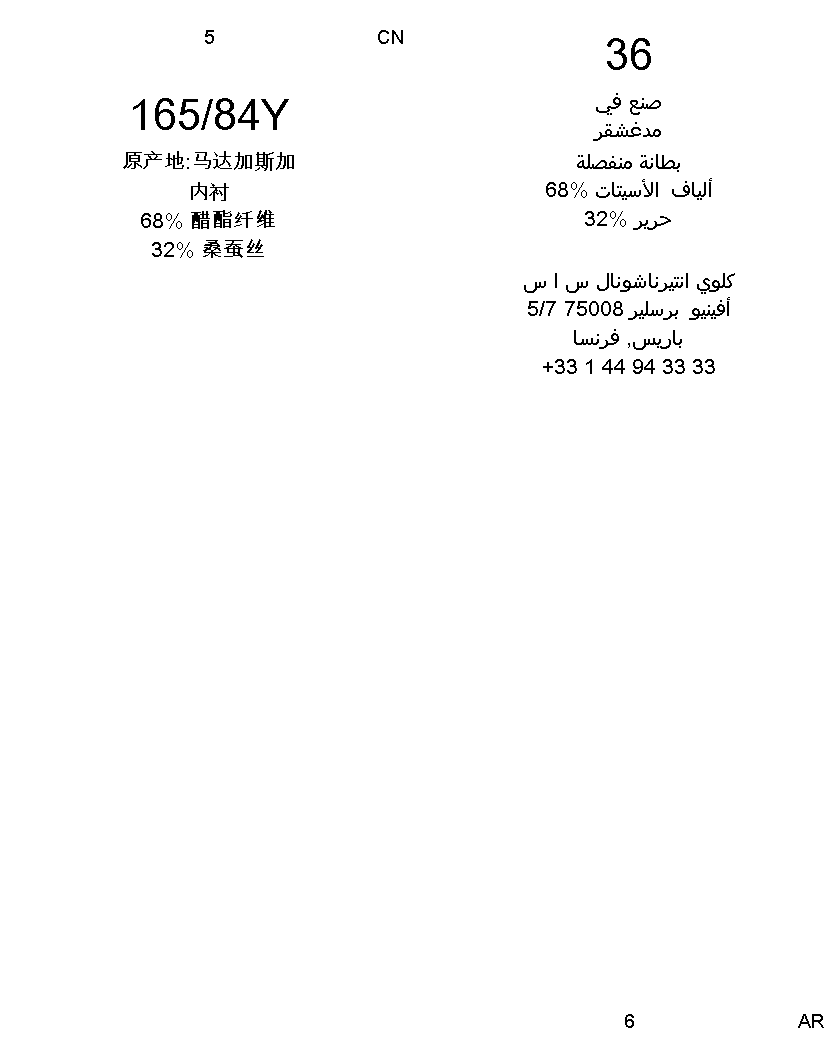 5
CN
165/84Y
原产地:马达加斯加
内衬
68% 醋酯纤维
32% 桑蚕丝
36
صنع في
مدغشقر
بطانة منفصلة
ألياف الأسيتات %68
حرير %32
كلوي انتيرناشونال س ا س
أفينيو برسلير 75008 5/7
باريس, فرنسا
+33 1 44 94 33 33
6
AR